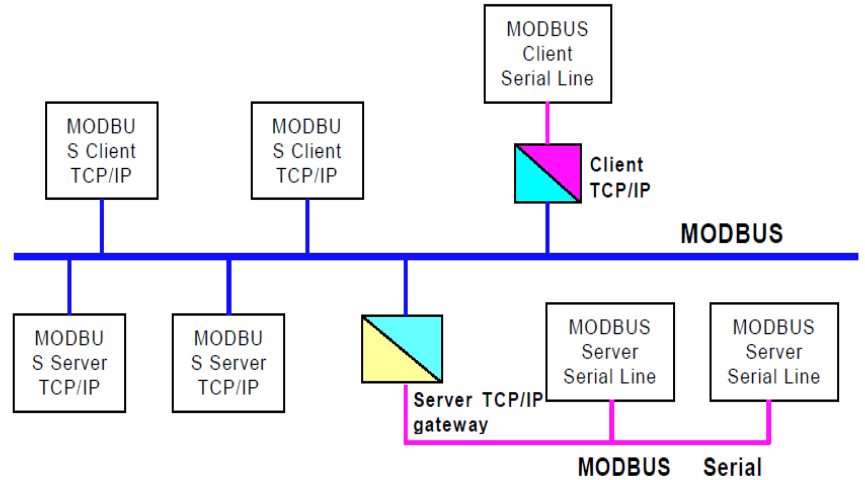 MODBUS
Client
Serial Line
MODBU
S Client
TCP/IP
MODBU
S Client
TCP/IP
Client
TCP/IP
MODBUS
MODBU
S Server
TCP/IP
MODBU
S Server
TCP/IP
Server TCP/IP
gateway
MODBUS
Server
Serial Line
MODBUS
Server
Serial Line
MODBUS Serial